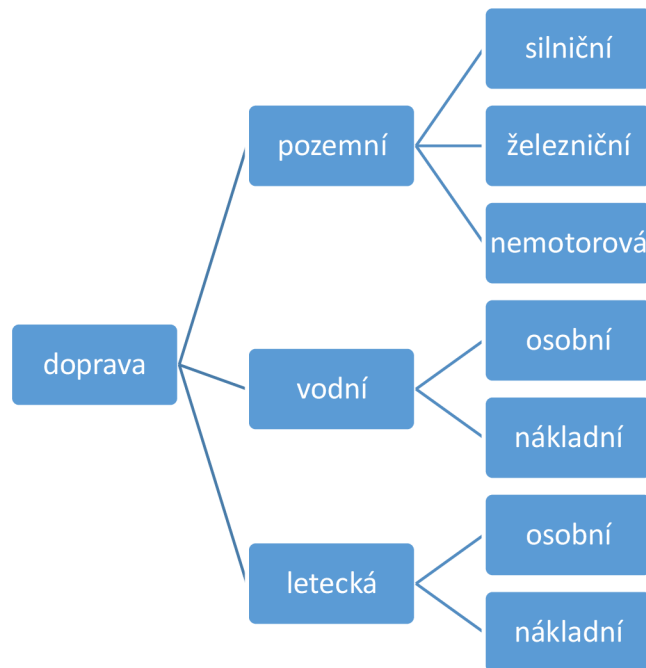 doprava
pozemní
silniční
železniční
nemotorová
vodní
osobní
nákladní
letecká
osobní
nákladní